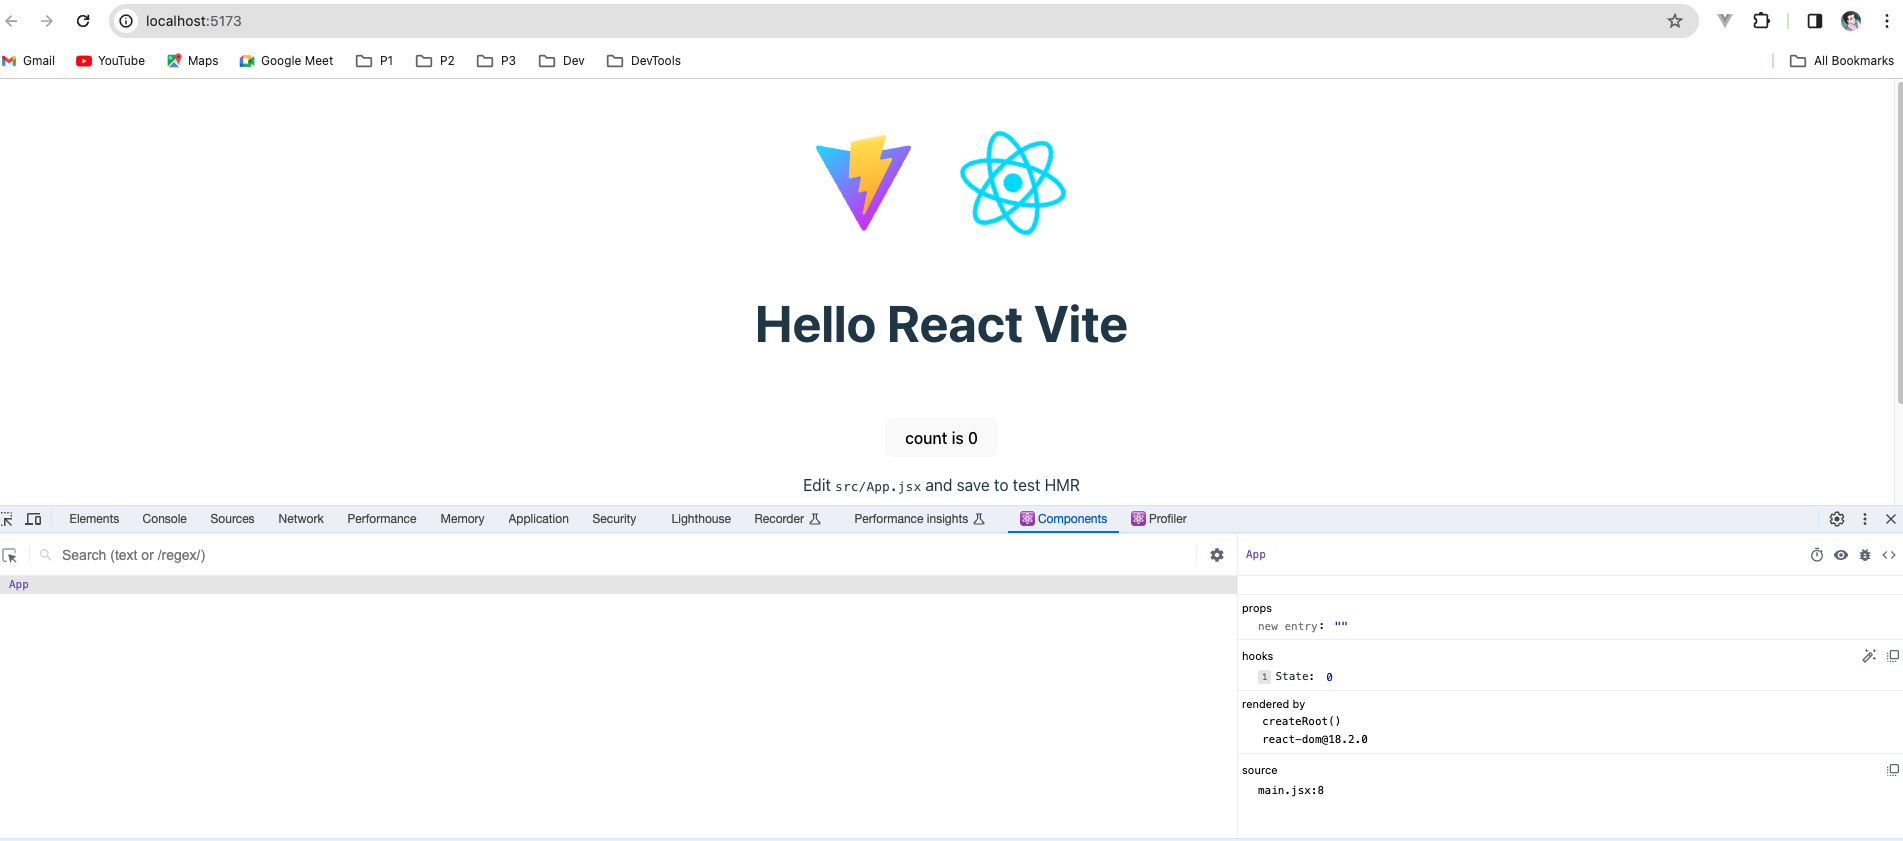 localhost:5173
Gmail YouTube Maps Google Meet P1 P2 P3 Dev DevTools All Bookmarks
Hello React Vite
count is 0
Edit src/App.jsx and save to test HMR
Elements Console Sources Network Performance Memory Application Security Lighthouse Recorder Performance insights Components Profiler
Search (text or /regex/)
App
App
props
new entry: ""
hooks
1 State: 0
rendered by
createRoot()
react-dom@18.2.0
source
main.jsx:8